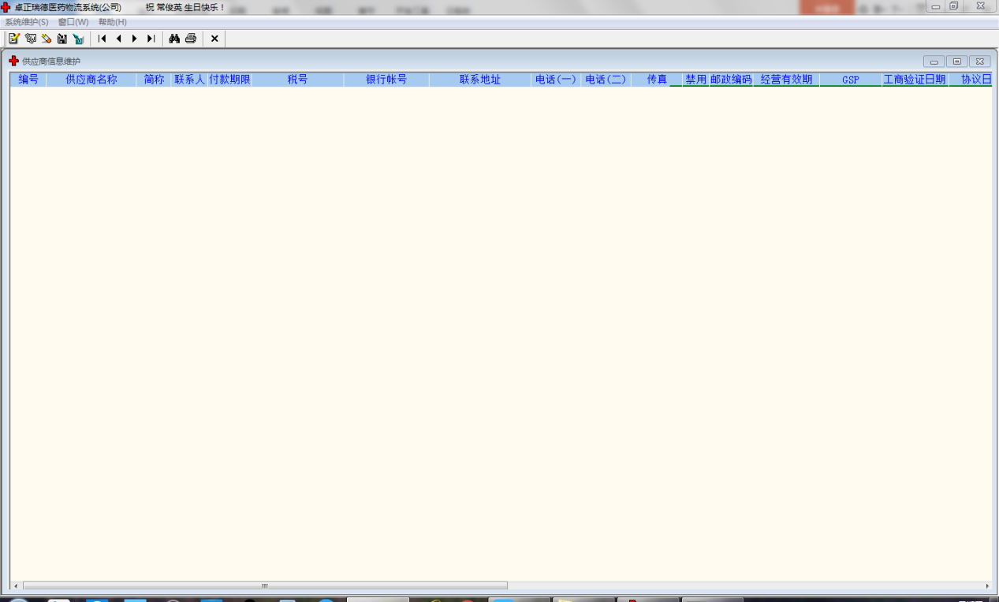 卓正瑞德医药物流系统(公司) 祝 常俊英 生日快乐！
系统维护(S) 窗口(W) 帮助(H)
供应商信息维护
编号 供应商名称 简称 联系人 付款期限 税号 银行帐号 联系地址 电话(一) 电话(二) 传真 禁用 邮政编码 经营有效期 GSP 工商验证日期 协议日